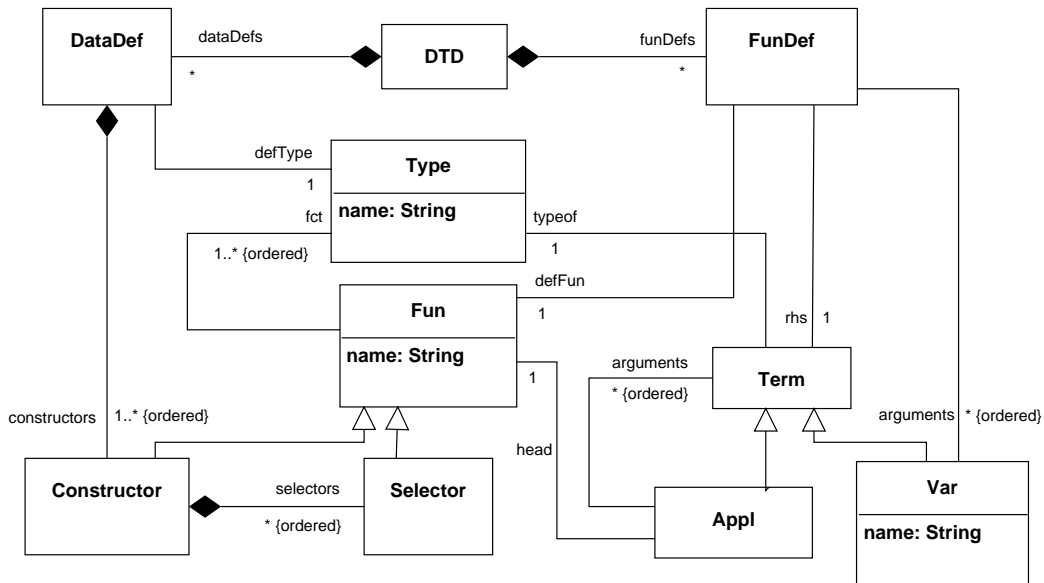 DataDef
dataDefs
*
DTD
funDefs
*
FunDef
defType
1
Type
name: String
fct
1..* {ordered}
typeof
1
defFun
1
Fun
name: String
1
head
rhs
1
Term
arguments
* {ordered}
constructors
1..* {ordered}
arguments
* {ordered}
Constructor
selectors
* {ordered}
Selector
Appl
Var
name: String